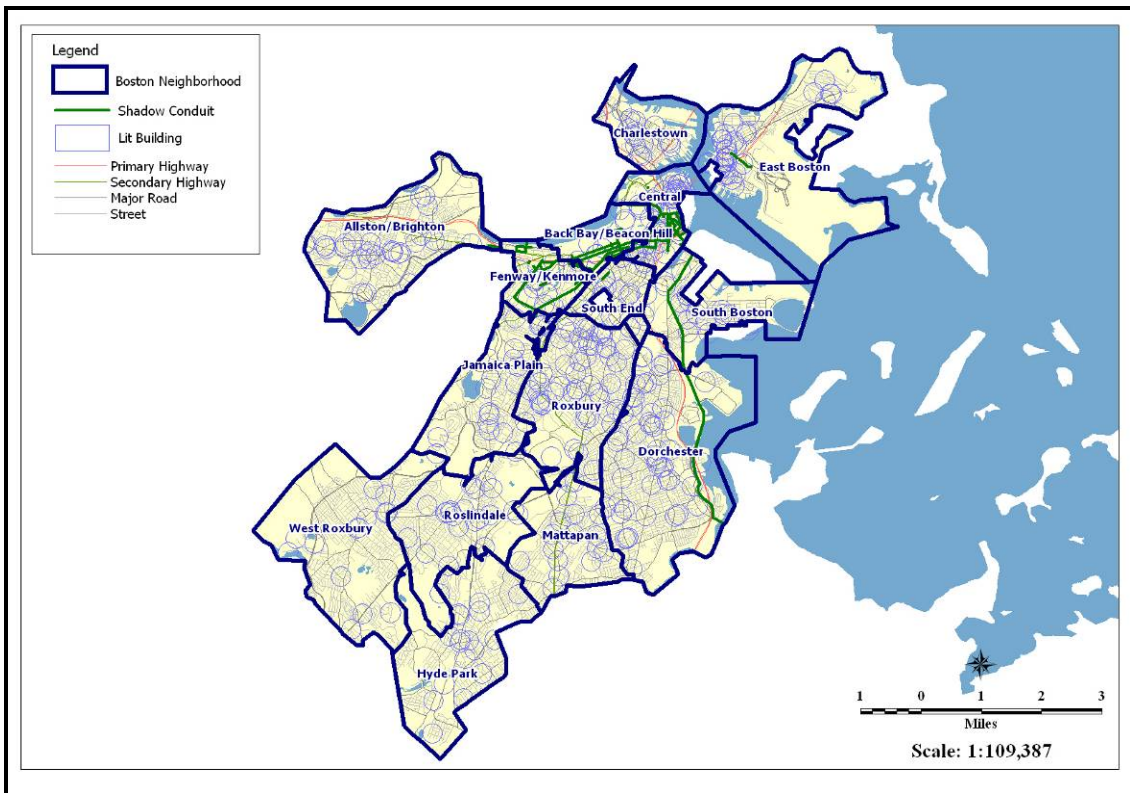 Legend
Boston Neighborhood
Shadow Conduit
Lit Building
Primary Highway
Secondary Highway
Major Road
Street
Charlestown
East Boston
Central
Allston/Brighton
Back Bay/Beacon Hill
Fenway/Kenmore
South End
South Boston
Jamaica Plain
Roxbury
Dorchester
West Roxbury
Roslindale
Mattapan
Hyde Park
1 0 1 2 3
Miles
Scale: 1:109,387